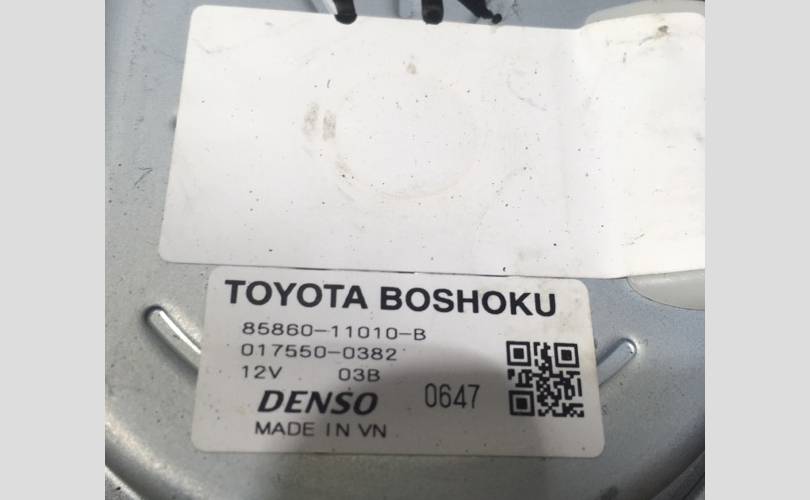 TOYOTA BOSHOKU
85860-11010-B
017550-0382
12V 03B
DENSO 0647
MADE IN VN